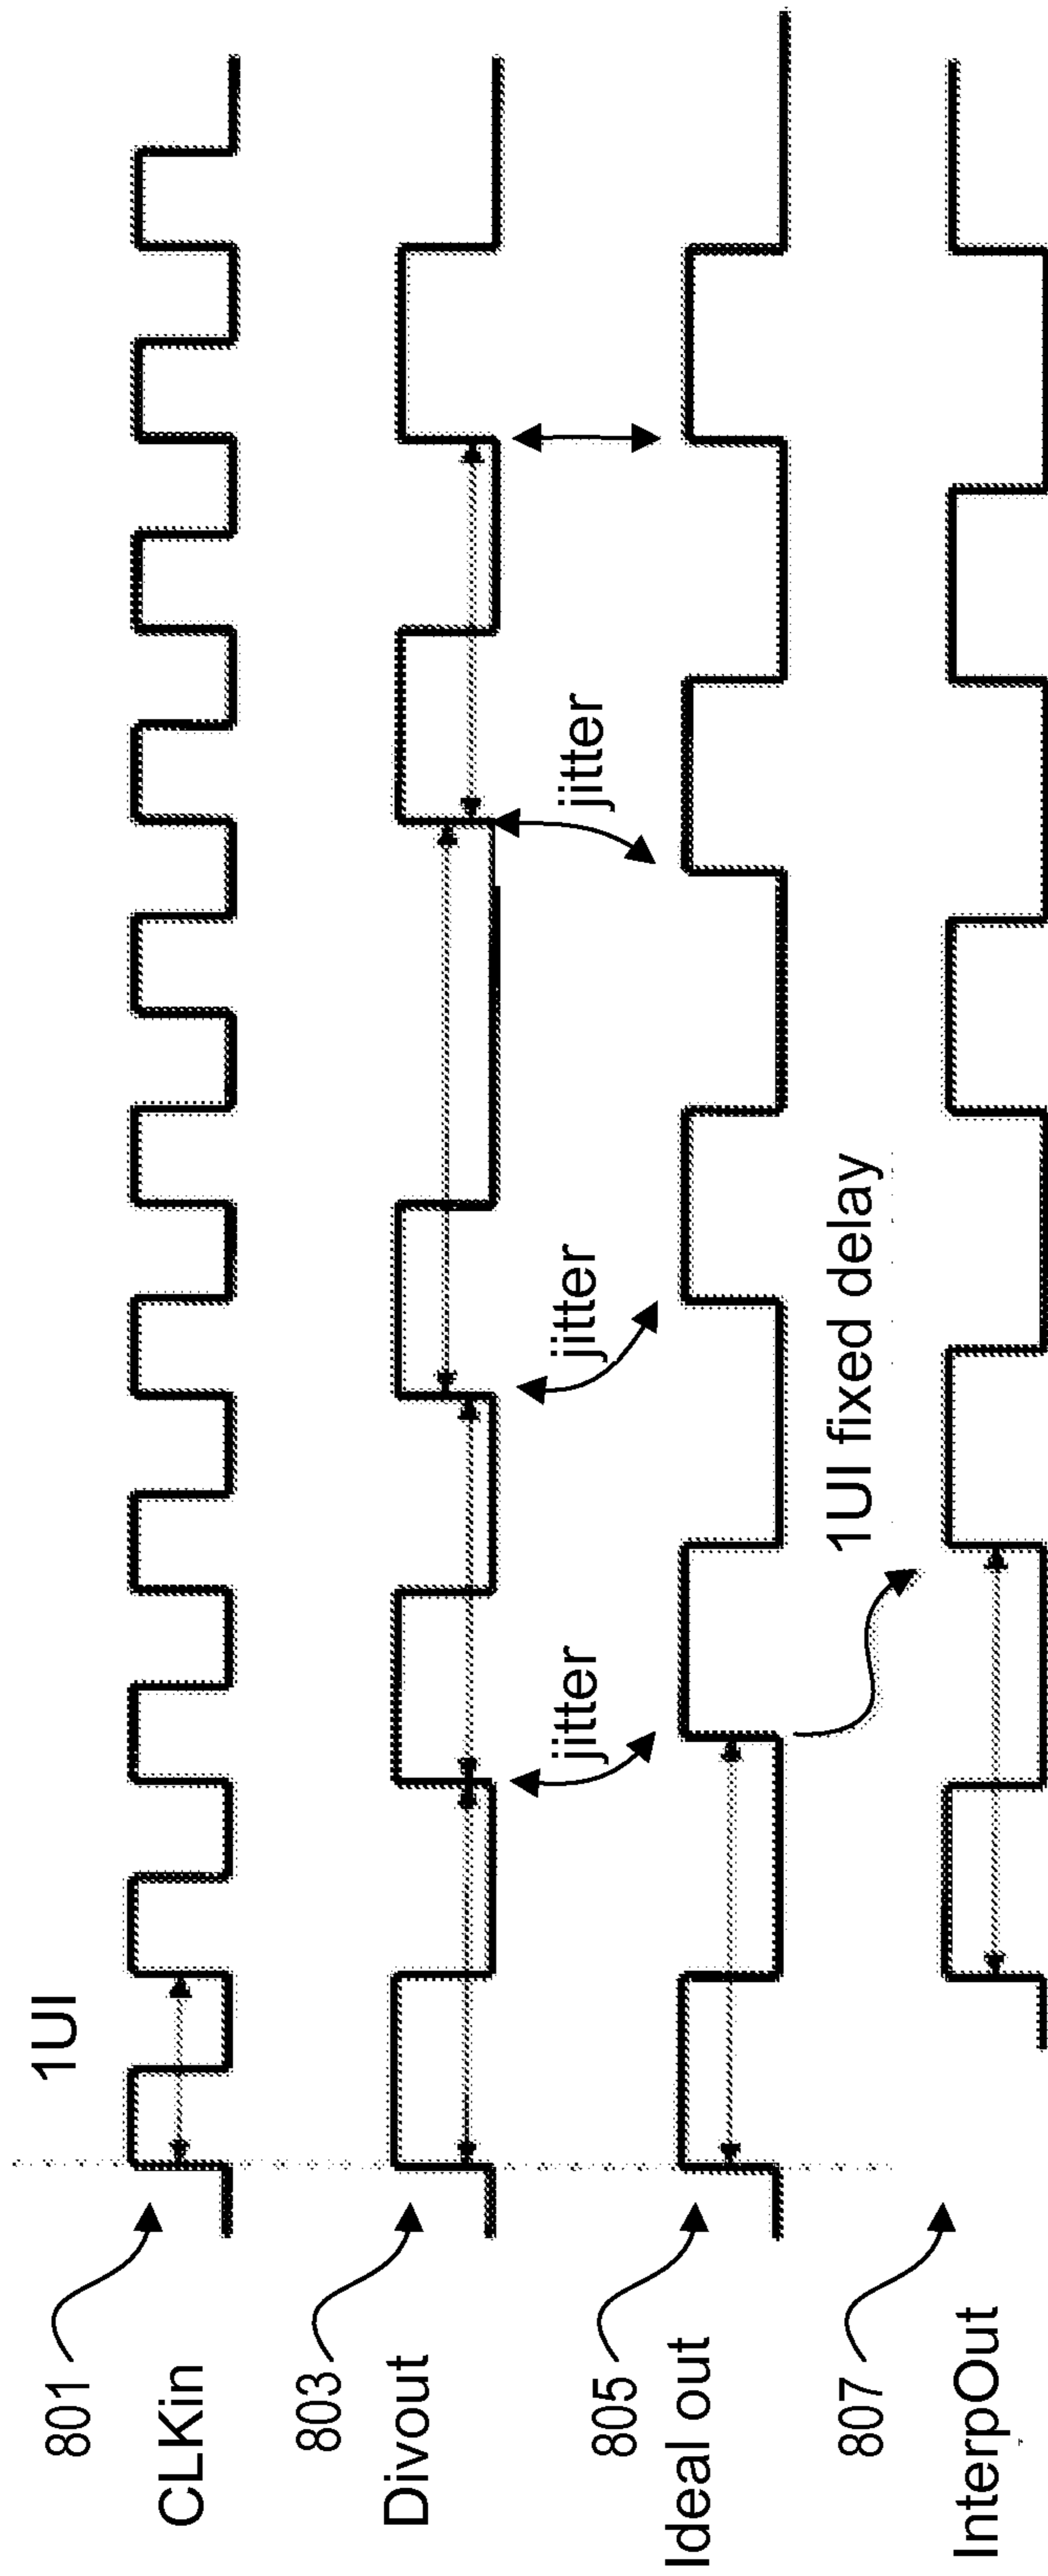 801
CLKin
1UI
803
Divout
jitter
jitter
jitter
805
Ideal out
1UI fixed delay
807
InterpOut